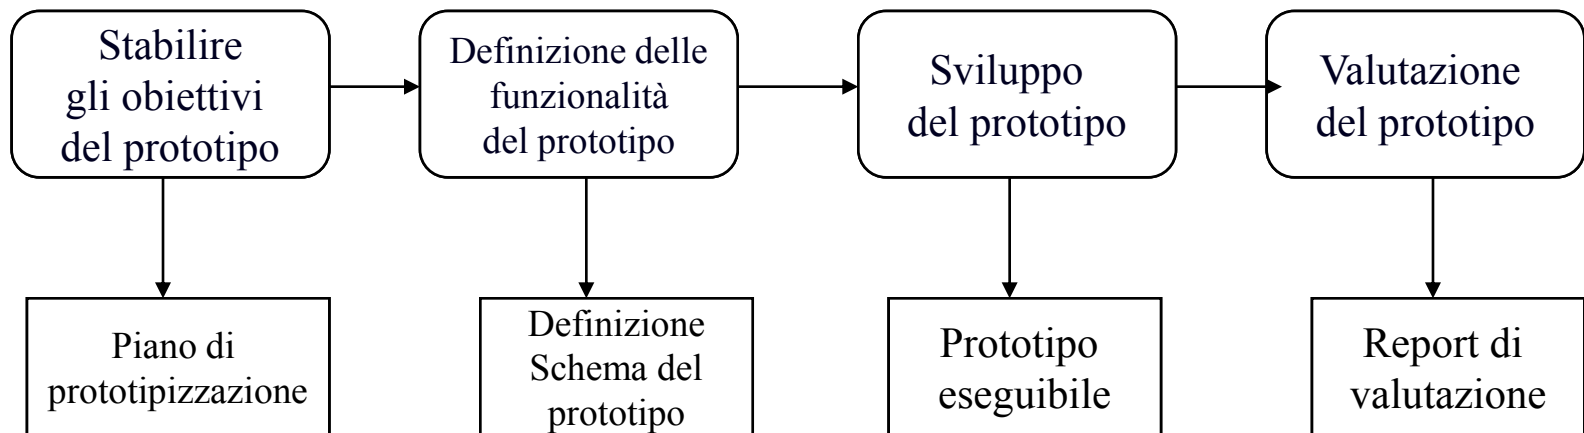 Stabilire
gli obiettivi
del prototipo
Definizione delle
funzionalità
del prototipo
Sviluppo
del prototipo
Valutazione
del prototipo
Piano di
prototipizzazione
Definizione
Schema del
prototipo
Prototipo
eseguibile
Report di
valutazione